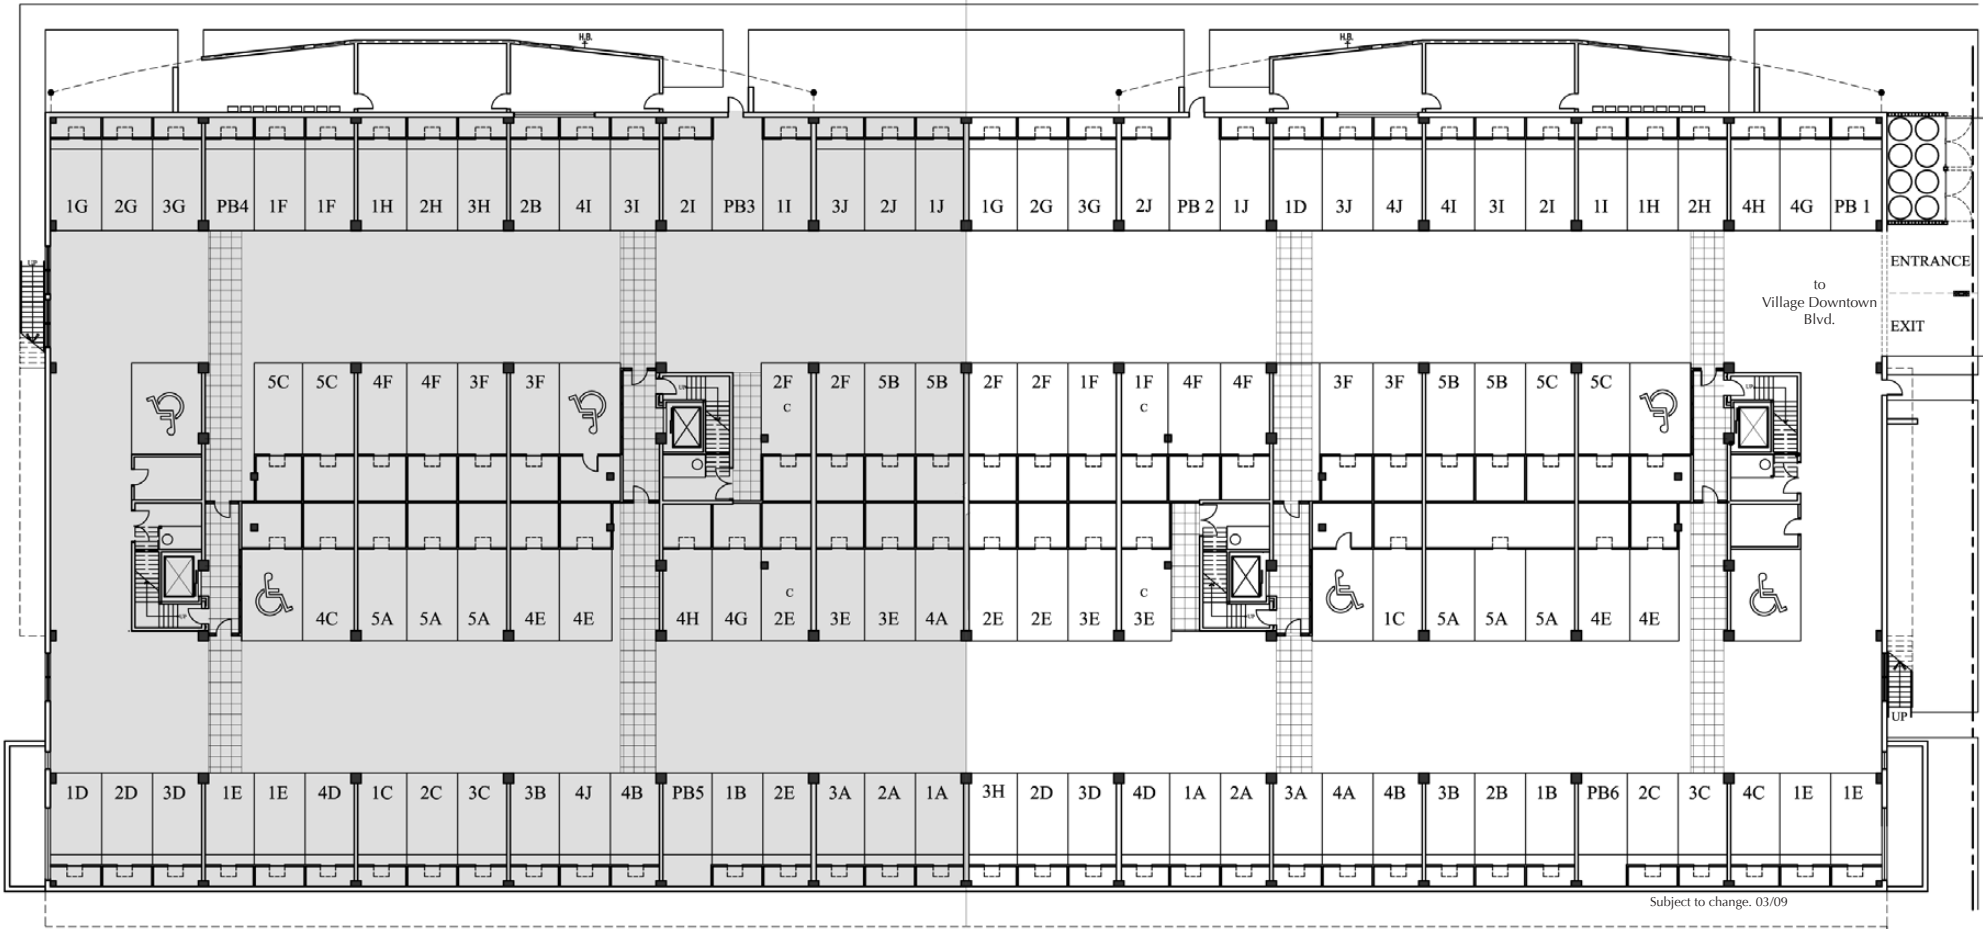 H.B.
H.B.
1G 2G 3G PB4 1F 1F 1H 2H 3H 2B 4I 3I 2I PB3 1I 3J 2J 1J 1G 2G 3G 2J PB 2 1J 1D 3J 4J 4I 3I 2I 1I 1H 2H 4H 4G PB 1
UP
ENTRANCE
to
Village Downtown
Blvd.
EXIT
5C 5C 4F 4F 3F 3F 2F 2F 5B 5B 2F 2F 1F 1F 4F 4F 3F 3F 5B 5B 5C 5C
UP
UP
C
C
C
C
4C 5A 5A 5A 4E 4E 4H 4G 2E 3E 3E 4A 2E 2E 3E 3E 1C 5A 5A 5A 4E 4E
UP
UP
UP
1D 2D 3D 1E 1E 4D 1C 2C 3C 3B 4J 4B PB5 1B 2E 3A 2A 1A 3H 2D 3D 4D 1A 2A 3A 4A 4B 3B 2B 1B PB6 2C 3C 4C 1E 1E
Subject to change. 03/09